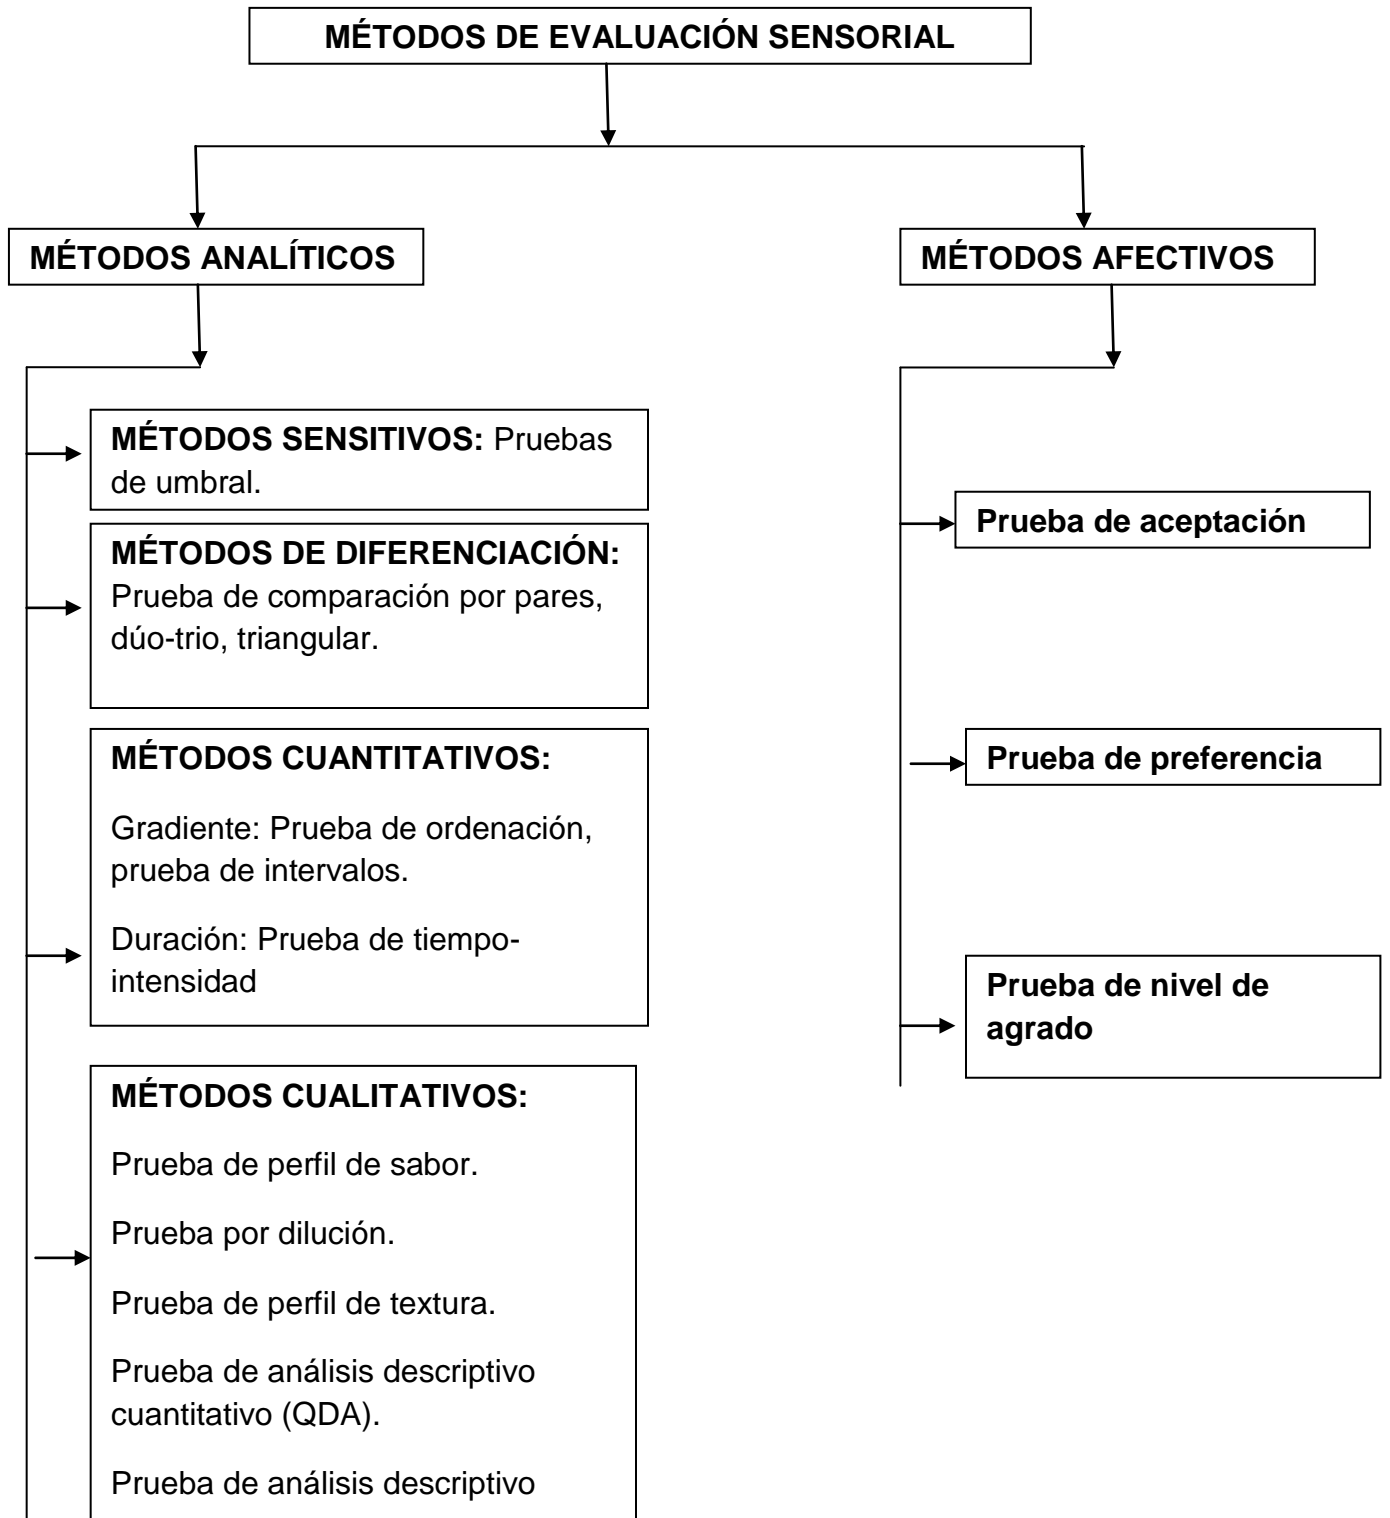 MÉTODOS DE EVALUACIÓN SENSORIAL
MÉTODOS ANALÍTICOS
MÉTODOS SENSITIVOS: Pruebas
de umbral.
MÉTODOS DE DIFERENCIACIÓN:
Prueba de comparación por pares,
dúo-trio, triangular.
MÉTODOS CUANTITATIVOS:
Gradiente: Prueba de ordenación,
prueba de intervalos.
Duración: Prueba de tiempo-
intensidad
MÉTODOS CUALITATIVOS:
Prueba de perfil de sabor.
Prueba por dilución.
Prueba de perfil de textura.
Prueba de análisis descriptivo
cuantitativo (QDA).
Prueba de análisis descriptivo
MÉTODOS AFECTIVOS
Prueba de aceptación
Prueba de preferencia
Prueba de nivel de
agrado